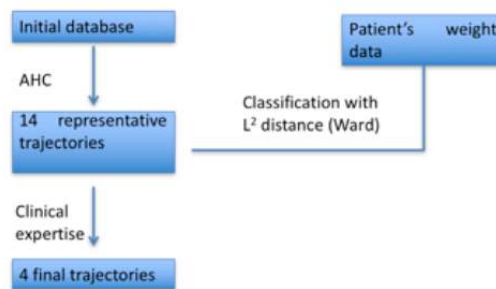 Initial database
Patient's weight
data
AHC
Classification with
L² distance (Ward)
14 representative
trajectories
Clinical
expertise
4 final trajectories